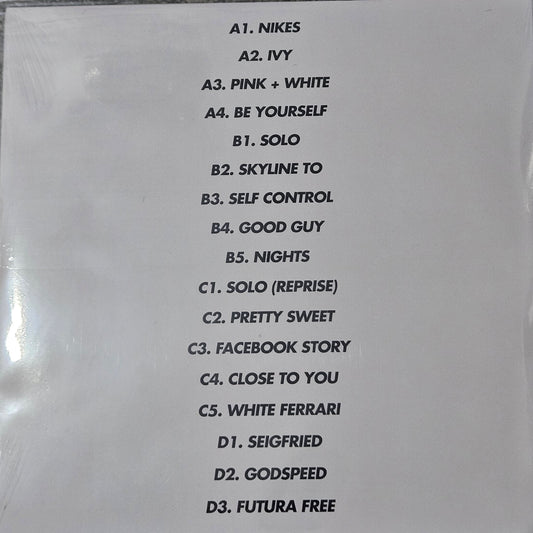 A1. NIKES
A2. IVY
A3. PINK + WHITE
A4. BE YOURSELF
B1. SOLO
B2. SKYLINE TO
B3. SELF CONTROL
B4. GOOD GUY
B5. NIGHTS
C1. SOLO (REPRISE)
C2. PRETTY SWEET
C3. FACEBOOK STORY
C4. CLOSE TO YOU
C5. WHITE FERRARI
D1. SEIGFRIED
D2. GODSPEED
D3. FUTURA FREE